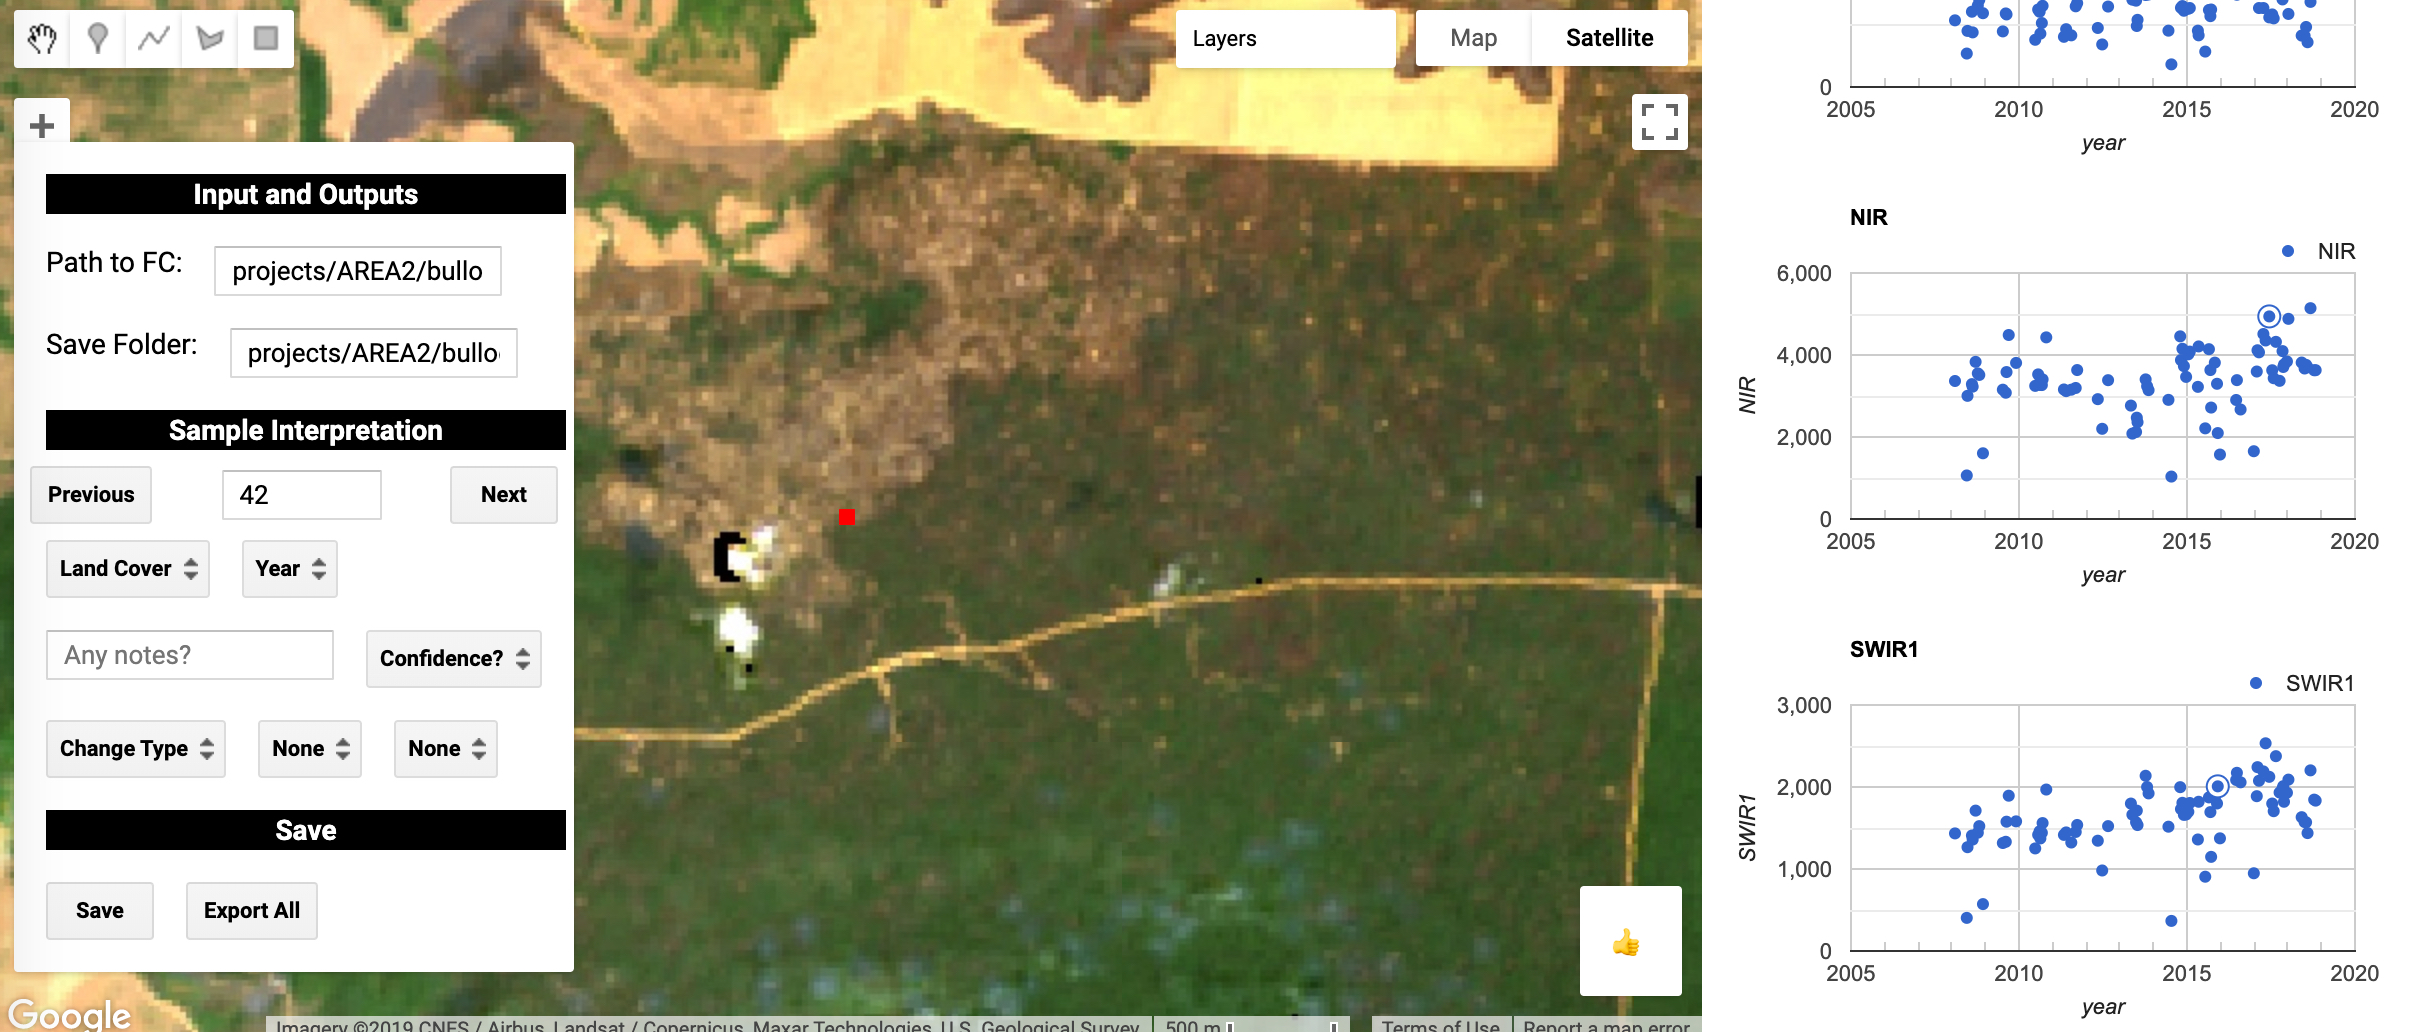 Layers
Map
Satellite
Input and Outputs
Path to FC:
projects/AREA2/bullo
Save Folder:
projects/AREA2/bullo
Sample Interpretation
Previous
42
Next
Land Cover
Year
Any notes?
Confidence?
Change Type
None
None
Save
Save
Export All
Google
Imagery ©2019 CNES / Airbus, Landsat / Copernicus, Maxar Technologies, U.S. Geological Survey
500 m
Terms of Use
Report a map error
0
2005
2010
2015
2020
year
NIR
NIR
6,000
4,000
2,000
0
NIR
2005
2010
2015
2020
year
SWIR1
SWIR1
3,000
2,000
1,000
0
SWIR1
2005
2010
2015
2020
year